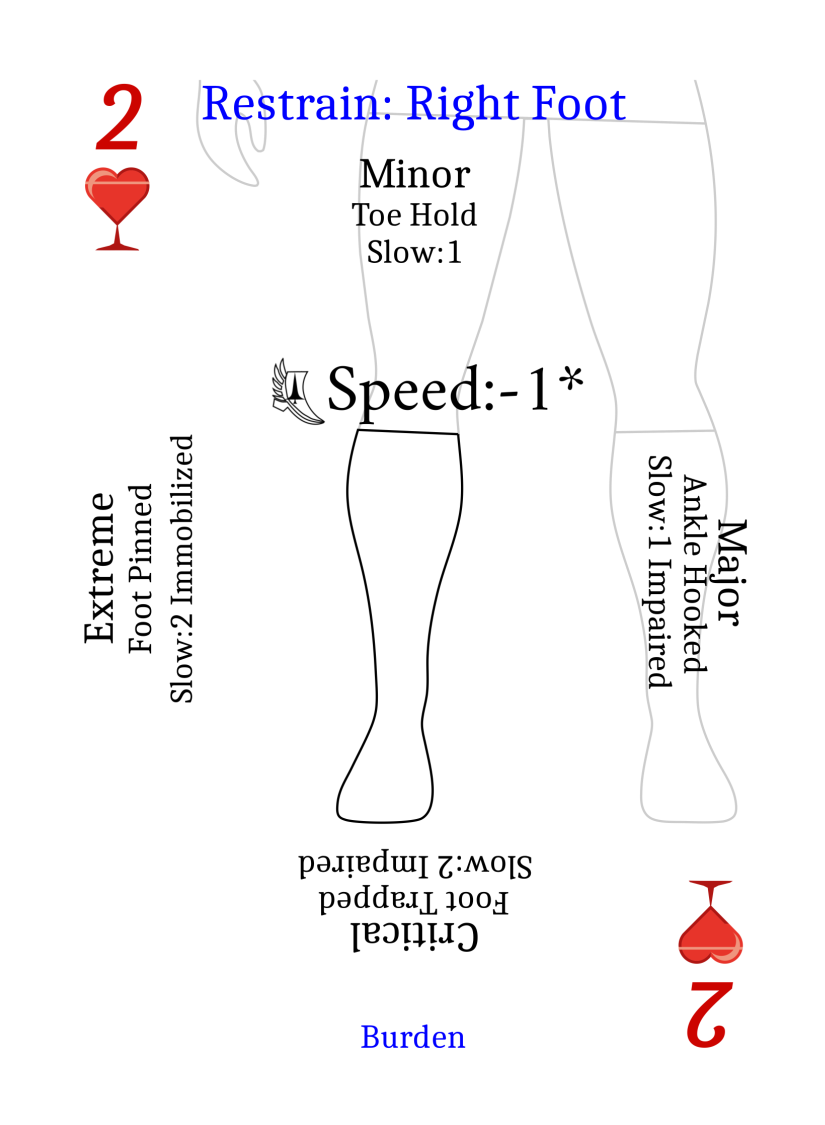 2
Restrain: Right Foot
Minor
Toe Hold
Slow:1
Speed:-1*
Extreme
Foot Pinned
Slow:2 Immobilized
Major
Ankle Hooked
Slow:1 Impaired
Critical
Foot Trapped
Slow:2 Impaired
2
Burden